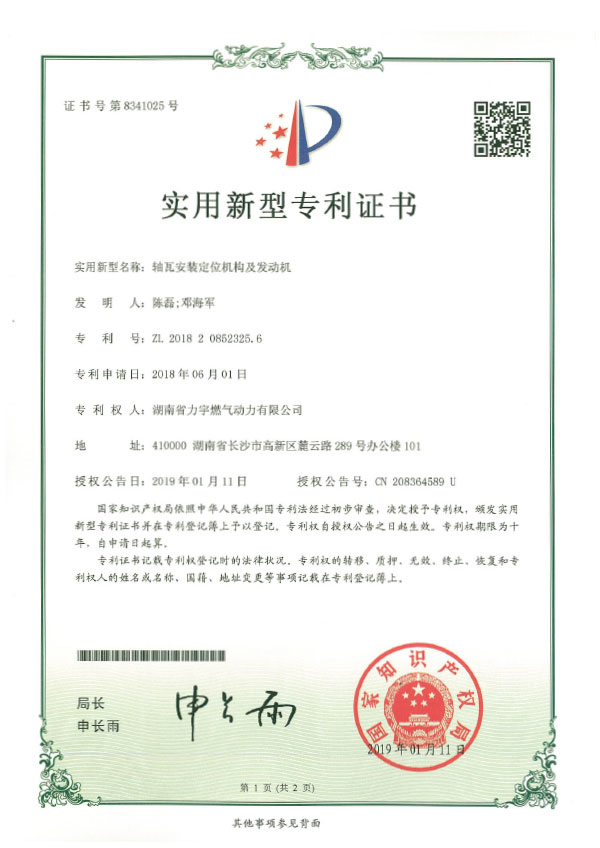 证书号第8341025号
实用新型专利证书
实用新型名称：轴瓦安装定位机构及发动机
发明人：陈磊;邓海军
专利号：ZL 2018 2 0852325.6
专利申请日：2018年06月01日
专利权人：湖南省力宇燃气动力有限公司
地址：410000 湖南省长沙市高新区麓云路289号办公楼101
授权公告日：2019年01月11日 授权公告号：CN 208364589 U
国家知识产权局依照中华人民共和国专利法经过初步审查，决定授予专利权，颁发实用
新型专利证书并在专利登记簿上予以登记，专利权自授权公告之日起生效。专利权期限为十
年，自申请日起算。
专利证书记载专利权登记时的法律状况。专利权的转移、质押、无效、终止、恢复和专
利权人的姓名或名称、国籍、地址变更等事项记载在专利登记簿上。
局长
申长雨
申长雨
国家知识产权局
2019年01月11日
第 1 页 (共 2 页)
其他事项参见背面